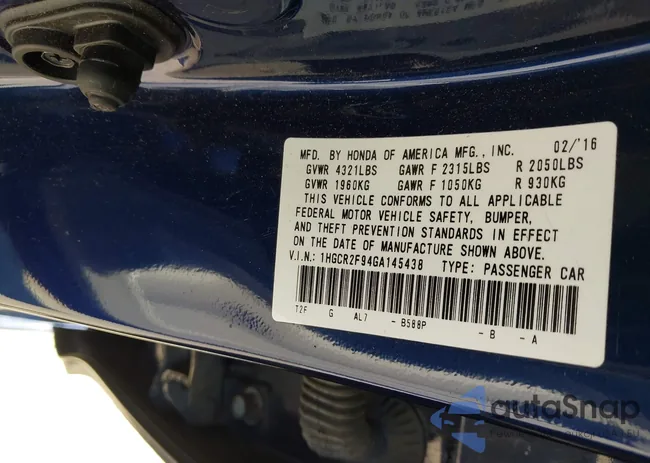 MFD. BY HONDA OF AMERICA MFG., INC. 02/'16
GVWR 4321LBS GAWR F 2315LBS R 2050LBS
GVWR 1960KG GAWR F 1050KG R 930KG
THIS VEHICLE CONFORMS TO ALL APPLICABLE
FEDERAL MOTOR VEHICLE SAFETY, BUMPER,
AND THEFT PREVENTION STANDARDS IN EFFECT
ON THE DATE OF MANUFACTURE SHOWN ABOVE.
V.I.N.: 1HGCR2F94GA145438 TYPE: PASSENGER CAR
T2F G AL7 - B588P - B - A
autoSnap